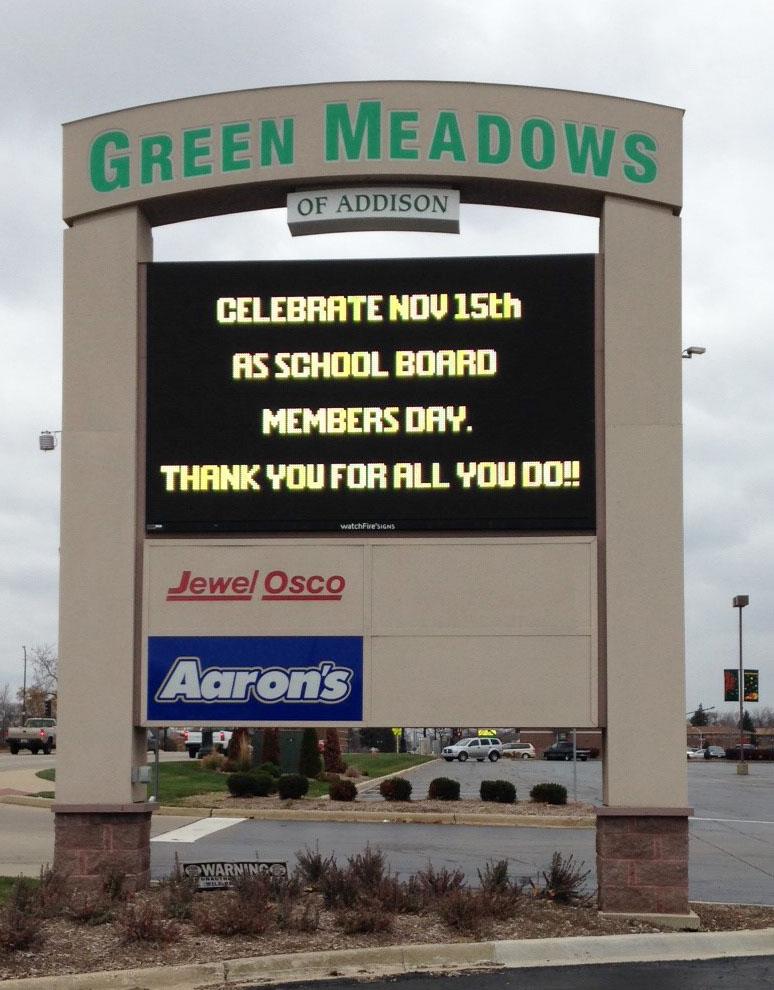 GREEN MEADOWS
OF ADDISON
CELEBRATE NOV 15th
AS SCHOOL BOARD
MEMBERS DAY.
THANK YOU FOR ALL YOU DO!!
watchFire SIGNS
Jewel Osco
Aaron's
WARNING